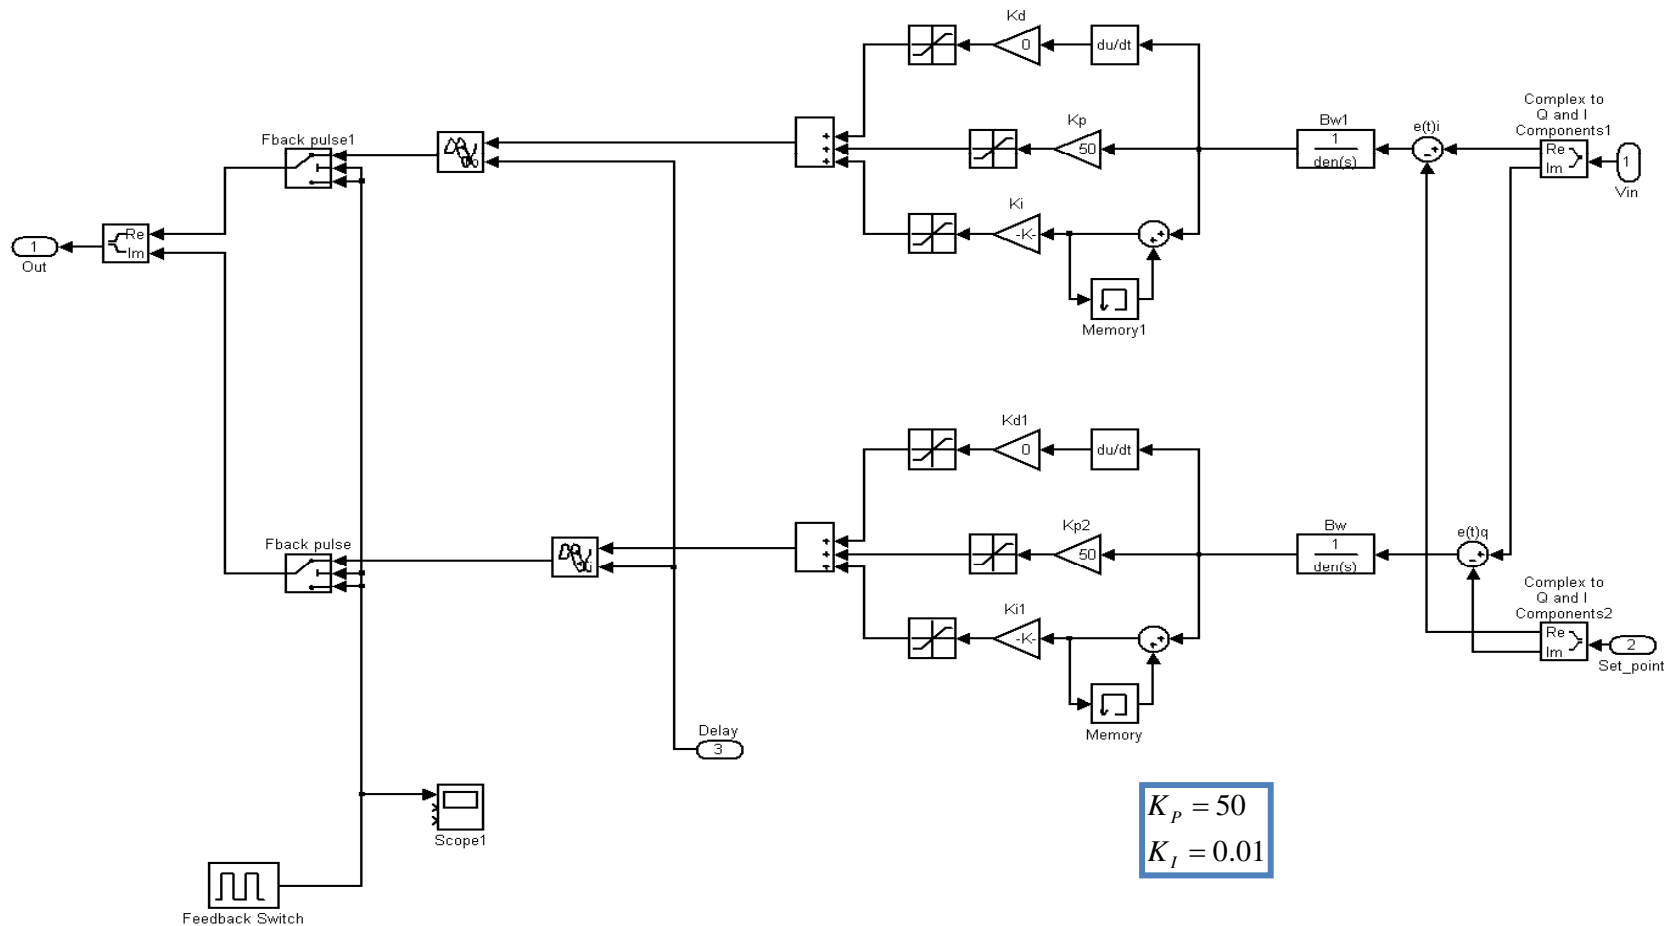 Kd
0
du/dt
Complex to
Q and I
Components1
Re
Im
1
Vin
e(t)i
+
-
Bw1
1
den(s)
Kp
50
+
+
+
Fback pulse1
Ki
-K-
+
+
Memory1
Re
Im
1
Out
Kd1
0
du/dt
Kp2
50
Bw
1
den(s)
e(t)q
+
-
+
+
+
Fback pulse
Complex to
Q and I
Components2
Re
Im
2
Set_point
Ki1
-K-
+
+
Memory
Delay
3
Scope1
Feedback Switch
K_P = 50
K_I = 0.01